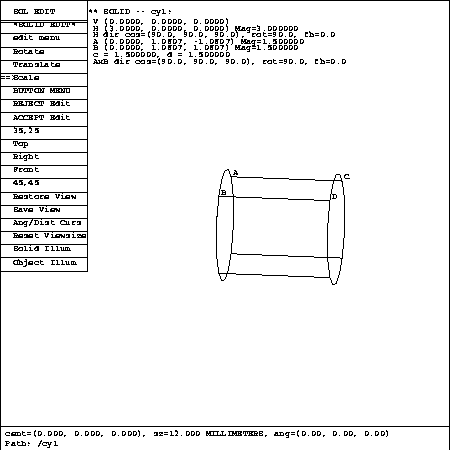 SOL EDIT
*SOLID EDIT*
edit menu
Rotate
Translate
==>Scale
BUTTON MENU
REJECT Edit
ACCEPT Edit
35,25
Top
Right
Front
45,45
Restore View
Save View
Ang/Dist Curs
Reset Viewsize
Solid Illum
Object Illum
** SOLID -- cyl:
V (0.0000, 0.0000, 0.0000)
H (3.0000, 0.0000, 0.0000) Mag=3.000000
H dir cos=(90.0, 90.0, 90.0), rot=90.0, fb=0.0
A (0.0000, 1.0607, -1.0607) Mag=1.500000
B (0.0000, 1.0607, 1.0607) Mag=1.500000
c = 1.500000, d = 1.500000
AxB dir cos=(90.0, 90.0, 90.0), rot=90.0, fb=0.0
A
C
B
D
cent=(0.000, 0.000, 0.000), sz=12.000 MILLIMETERS, ang=(0.00, 0.00, 0.00)
Path: /cyl